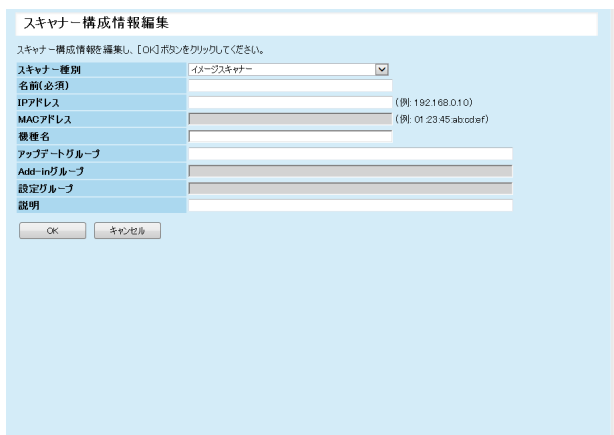 スキャナー構成情報編集
スキャナー構成情報を編集し、[OK]ボタンをクリックしてください。
スキャナー種別 イメージスキャナー
名前(必須)
IPアドレス (例: 192.168.0.10)
MACアドレス (例: 01:23:45:ab:cd:ef)
機種名
アップデートグループ
Add-inグループ
設定グループ
説明
OK キャンセル